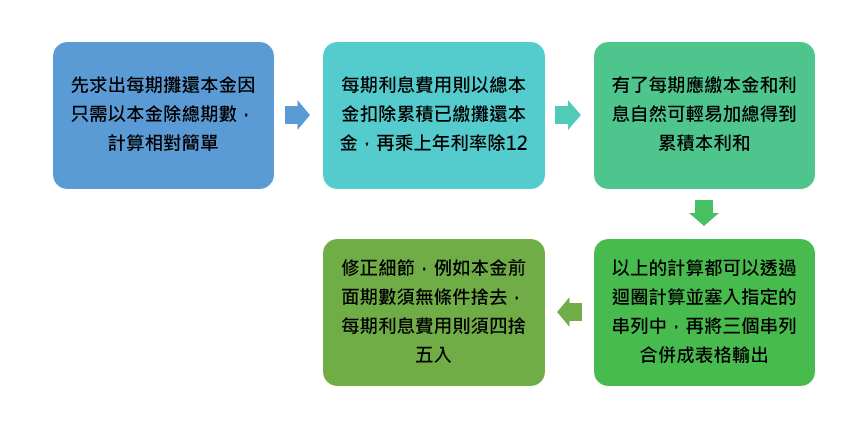 先求出每期攤還本金因
只需以本金除總期數，
計算相對簡單
每期利息費用則以總本
金扣除累積已繳攤還本
金，再乘上年利率除12
有了每期應繳本金和利
息自然可輕易加總得到
累積本利和
以上的計算都可以透過
迴圈計算並塞入指定的
串列中，再將三個串列
合併成表格輸出
修正細節，例如本金前
面期數須無條件捨去，
每期利息費用則須四捨
五入